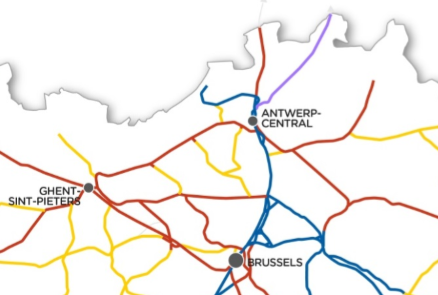 ANTWERP-
CENTRAL
GHENT-
SINT-PIETERS
BRUSSELS